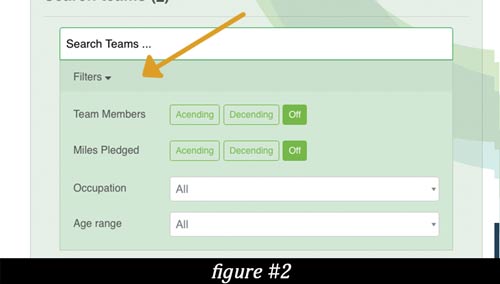 Search teams (2)
Search Teams ...
Filters
Team Members Acending Decending Off
Miles Pledged Acending Decending Off
Occupation All
Age range All
figure #2